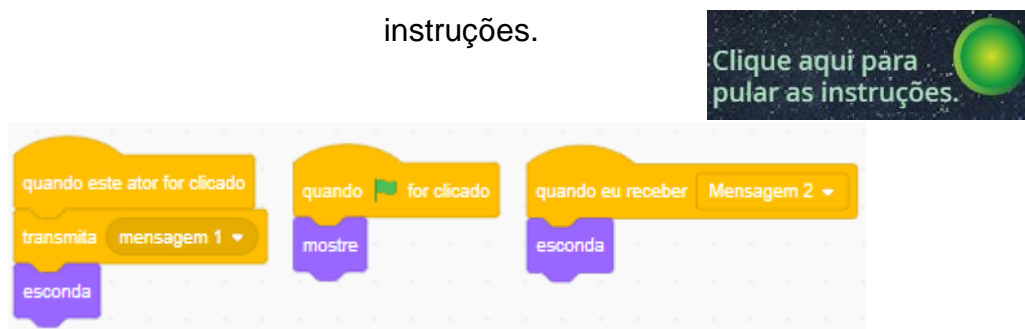 instruções.
Clique aqui para
pular as instruções.
quando este ator for clicado
transmita mensagem 1
esconda
quando for clicado
mostre
quando eu receber Mensagem 2
esconda